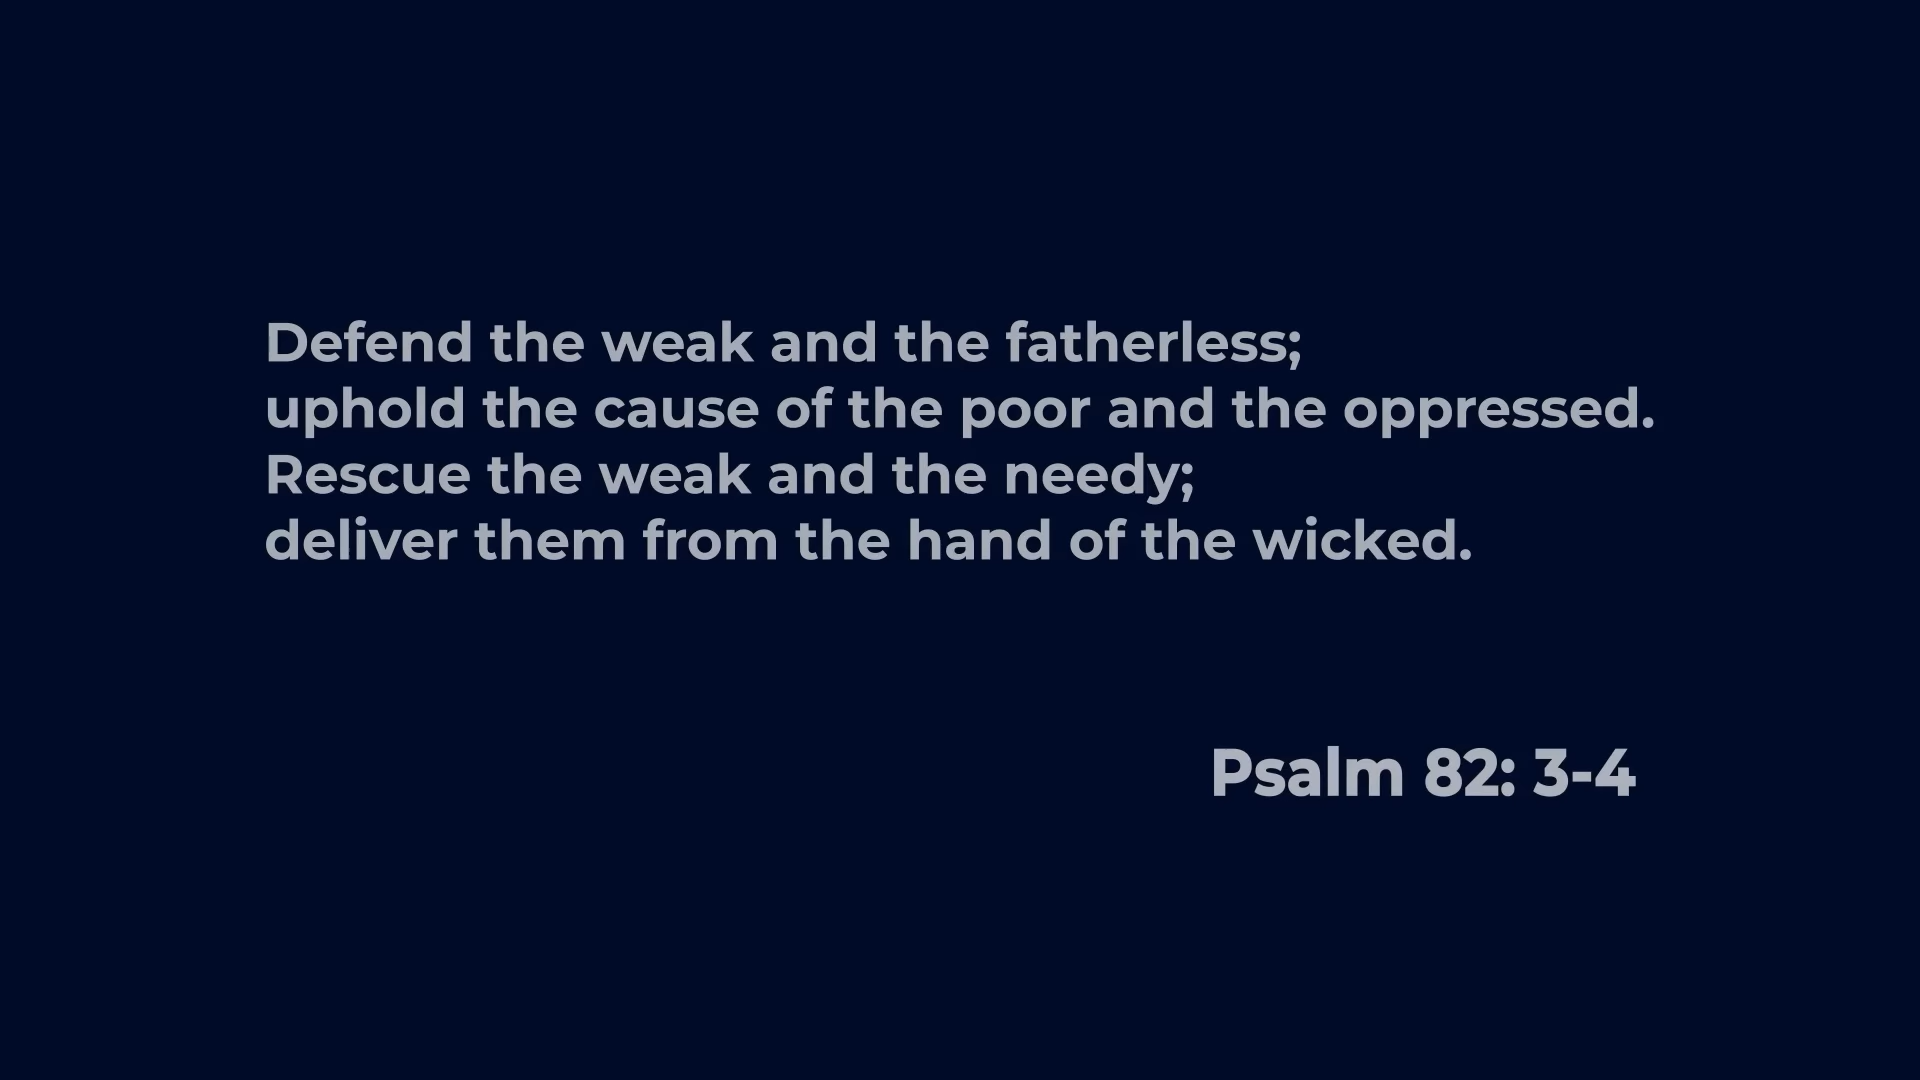 Defend the weak and the fatherless;
uphold the cause of the poor and the oppressed.
Rescue the weak and the needy;
deliver them from the hand of the wicked.
Psalm 82: 3-4